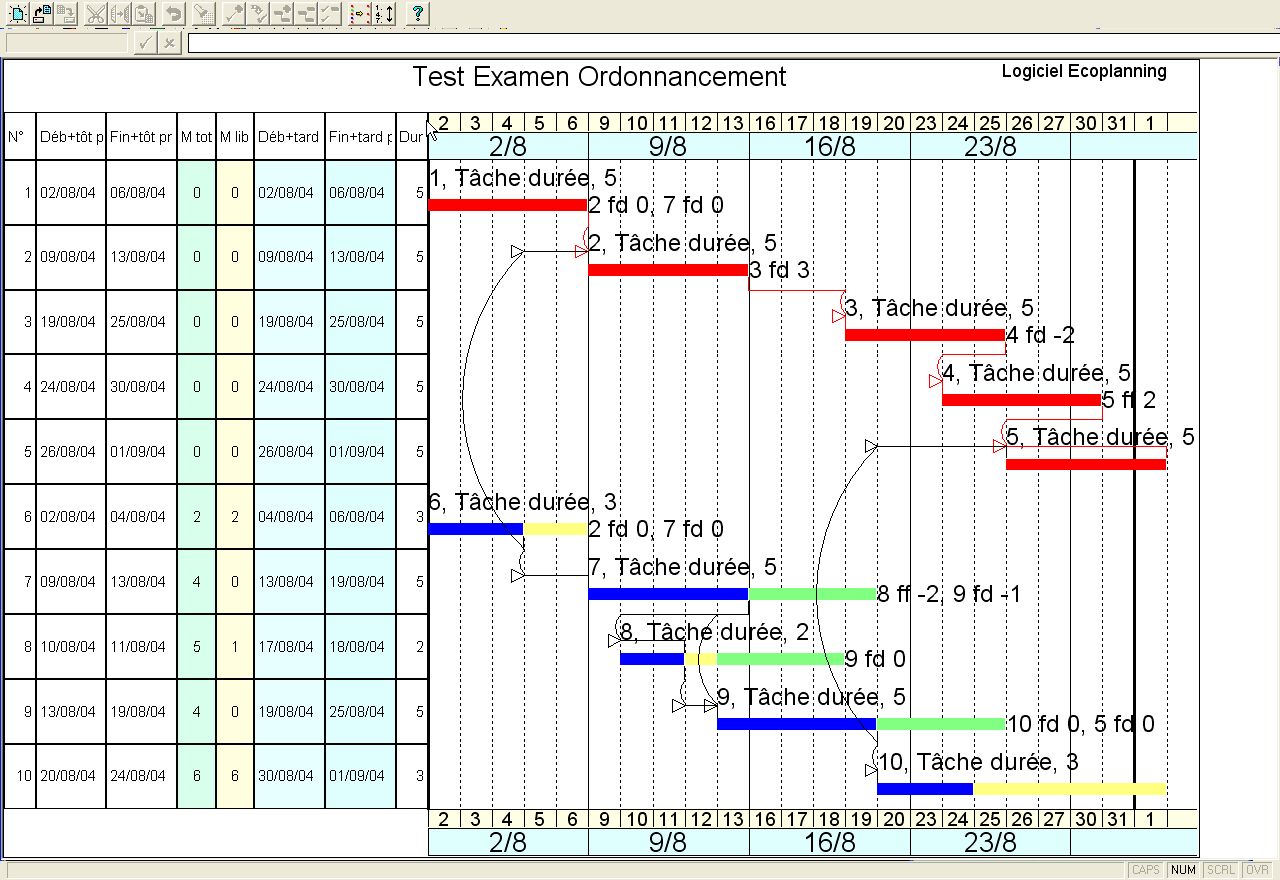 Test Examen Ordonnancement
Logiciel Ecoplanning
N° Déb+tôt p Fin+tôt pr M tot M lib Déb+tard Fin+tard p Dur
2 3 4 5 6 9 10 11 12 13 16 17 18 19 20 23 24 25 26 27 30 31 1
2/8 9/8 16/8 23/8
1 02/08/04 06/08/04 0 0 02/08/04 06/08/04 5
1, Tâche durée, 5
2 fd 0, 7 fd 0
2 09/08/04 13/08/04 0 0 09/08/04 13/08/04 5
2, Tâche durée, 5
3 fd 3
3 19/08/04 25/08/04 0 0 19/08/04 25/08/04 5
3, Tâche durée, 5
4 fd -2
4 24/08/04 30/08/04 0 0 24/08/04 30/08/04 5
4, Tâche durée, 5
5 ff 2
5 26/08/04 01/09/04 0 0 26/08/04 01/09/04 5
5, Tâche durée, 5
6 02/08/04 04/08/04 2 2 04/08/04 06/08/04 3
6, Tâche durée, 3
2 fd 0, 7 fd 0
7 09/08/04 13/08/04 4 0 13/08/04 19/08/04 5
7, Tâche durée, 5
8 ff -2, 9 fd -1
8 10/08/04 11/08/04 5 1 17/08/04 18/08/04 2
8, Tâche durée, 2
9 fd 0
9 13/08/04 19/08/04 4 0 19/08/04 25/08/04 5
9, Tâche durée, 5
10 fd 0, 5 fd 0
10 20/08/04 24/08/04 6 6 30/08/04 01/09/04 3
10, Tâche durée, 3
2 3 4 5 6 9 10 11 12 13 16 17 18 19 20 23 24 25 26 27 30 31 1
2/8 9/8 16/8 23/8
CAPS NUM SCRL OVR